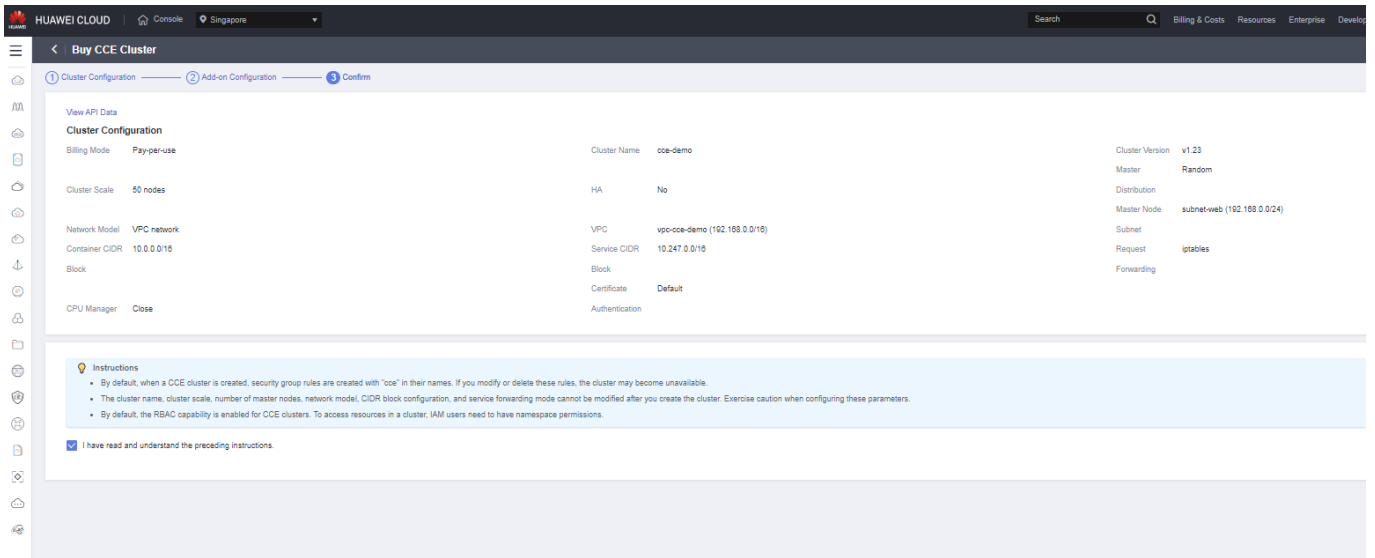 HUAWEI
HUAWEI CLOUD
Console
Singapore
Search
Billing & Costs
Resources
Enterprise
Develop
Buy CCE Cluster
1 Cluster Configuration
2 Add-on Configuration
3 Confirm
View API Data
Cluster Configuration
Billing Mode Pay-per-use
Cluster Name cce-demo
Cluster Version v1.23
Master Random
Cluster Scale 50 nodes
HA No
Distribution
Master Node subnet-web (192.168.0.0/24)
Network Model VPC network
VPC vpc-cce-demo (192.168.0.0/16)
Subnet
Container CIDR 10.0.0.0/16
Service CIDR 10.247.0.0/16
Request iptables
Block
Block
Forwarding
Certificate Default
CPU Manager Close
Authentication
Instructions
• By default, when a CCE cluster is created, security group rules are created with "cce" in their names. If you modify or delete these rules, the cluster may become unavailable.
• The cluster name, cluster scale, number of master nodes, network model, CIDR block configuration, and service forwarding mode cannot be modified after you create the cluster. Exercise caution when configuring these parameters.
• By default, the RBAC capability is enabled for CCE clusters. To access resources in a cluster, IAM users need to have namespace permissions.
I have read and understand the preceding instructions.